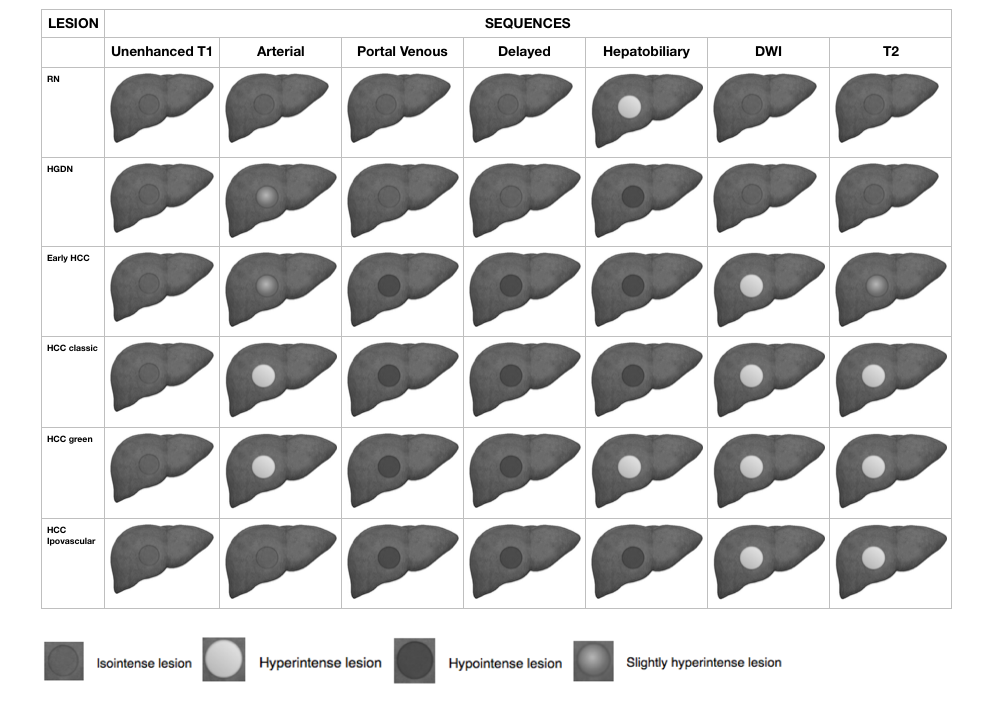 LESION SEQUENCES
Unenhanced T1 Arterial Portal Venous Delayed Hepatobiliary DWI T2
RN
HGDN
Early HCC
HCC classic
HCC green
HCC
Ipovascular
Isointense lesion Hyperintense lesion Hypointense lesion Slightly hyperintense lesion